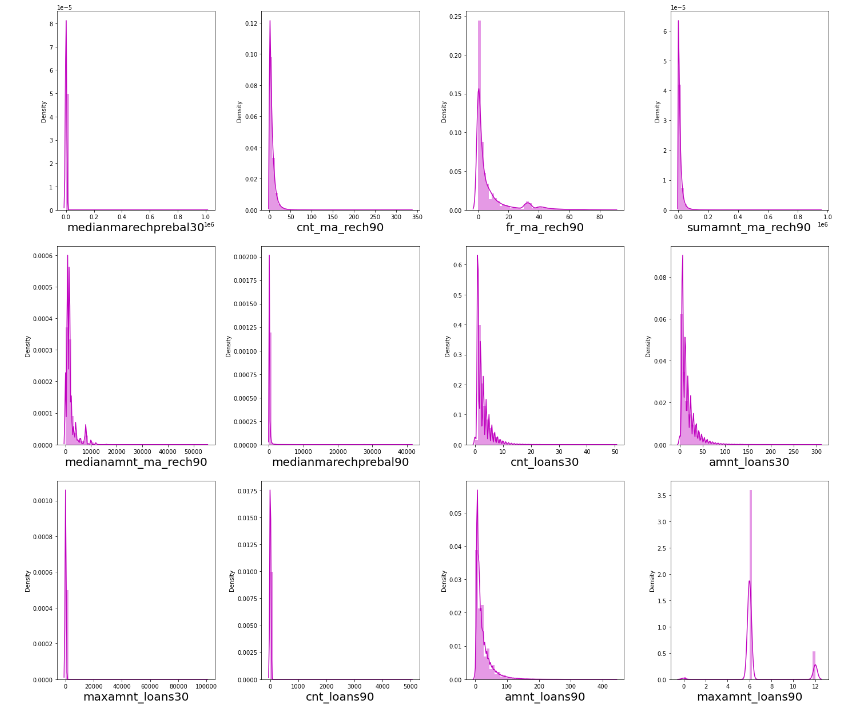 1e−5
8
7
6
5
4
3
2
1
0
Density
0.0 0.2 0.4 0.6 0.8 1.0
1e6
medianmarechprebal30
0.12
0.10
0.08
0.06
0.04
0.02
0.00
Density
0 50 100 150 200 250 300 350
cnt_ma_rech90
0.25
0.20
0.15
0.10
0.05
0.00
Density
0 20 40 60 80
fr_ma_rech90
1e−5
6
5
4
3
2
1
0
Density
0.0 0.2 0.4 0.6 0.8 1.0
1e6
sumamnt_ma_rech90
0.0006
0.0005
0.0004
0.0003
0.0002
0.0001
0.0000
Density
0 10000 20000 30000 40000 50000
medianamnt_ma_rech90
0.00200
0.00175
0.00150
0.00125
0.00100
0.00075
0.00050
0.00025
0.00000
Density
0 10000 20000 30000 40000
medianmarechprebal90
0.6
0.5
0.4
0.3
0.2
0.1
0.0
Density
0 10 20 30 40 50
cnt_loans30
0.08
0.06
0.04
0.02
0.00
Density
0 50 100 150 200 250 300
amnt_loans30
0.0010
0.0008
0.0006
0.0004
0.0002
0.0000
Density
0 20000 40000 60000 80000 100000
maxamnt_loans30
0.0175
0.0150
0.0125
0.0100
0.0075
0.0050
0.0025
0.0000
Density
0 1000 2000 3000 4000 5000
cnt_loans90
0.05
0.04
0.03
0.02
0.01
0.00
Density
0 100 200 300 400
amnt_loans90
3.5
3.0
2.5
2.0
1.5
1.0
0.5
0.0
Density
0 2 4 6 8 10 12
maxamnt_loans90